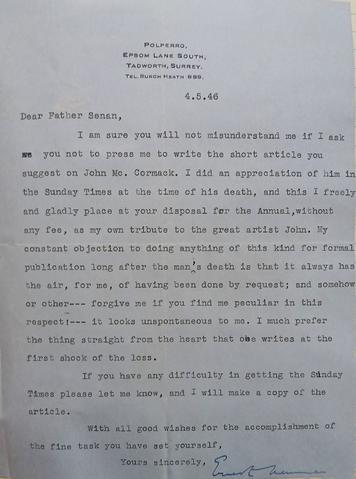 POLPERRO,
EPSOM LANE SOUTH,
TADWORTH, SURREY.
TEL. BURGH HEATH 899.
4.5.46
Dear Father Senan,
I am sure you will not misunderstand me if I ask
you not to press me to write the short article you
suggest on John Mc. Cormack. I did an appreciation of him in
the Sunday Times at the time of his death, and this I freely
and gladly place at your disposal for the Annual,without
any fee, as my own tribute to the great artist John. My
constant objection to doing anything of this kind for formal
publication long after the man's death is that it always has
the air, for me, of having been done by request; and somehow
or other--- forgive me if you find me peculiar in this
respect!--- it looks unspontaneous to me. I much prefer
the thing straight from the heart that one writes at the
first shock of the loss.
If you have any difficulty in getting the Sunday
Times please let me know, and I will make a copy of the
article.
With all good wishes for the accomplishment of
the fine task you have set yourself,
Yours sincerely, Ernest Newman